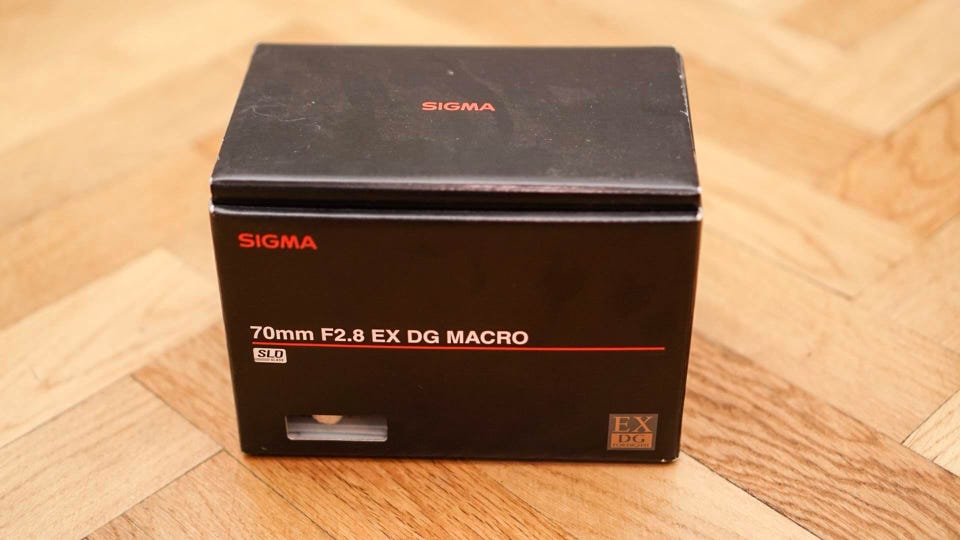 SIGMA
SIGMA
70mm F2.8 EX DG MACRO
SLD
EX
DG